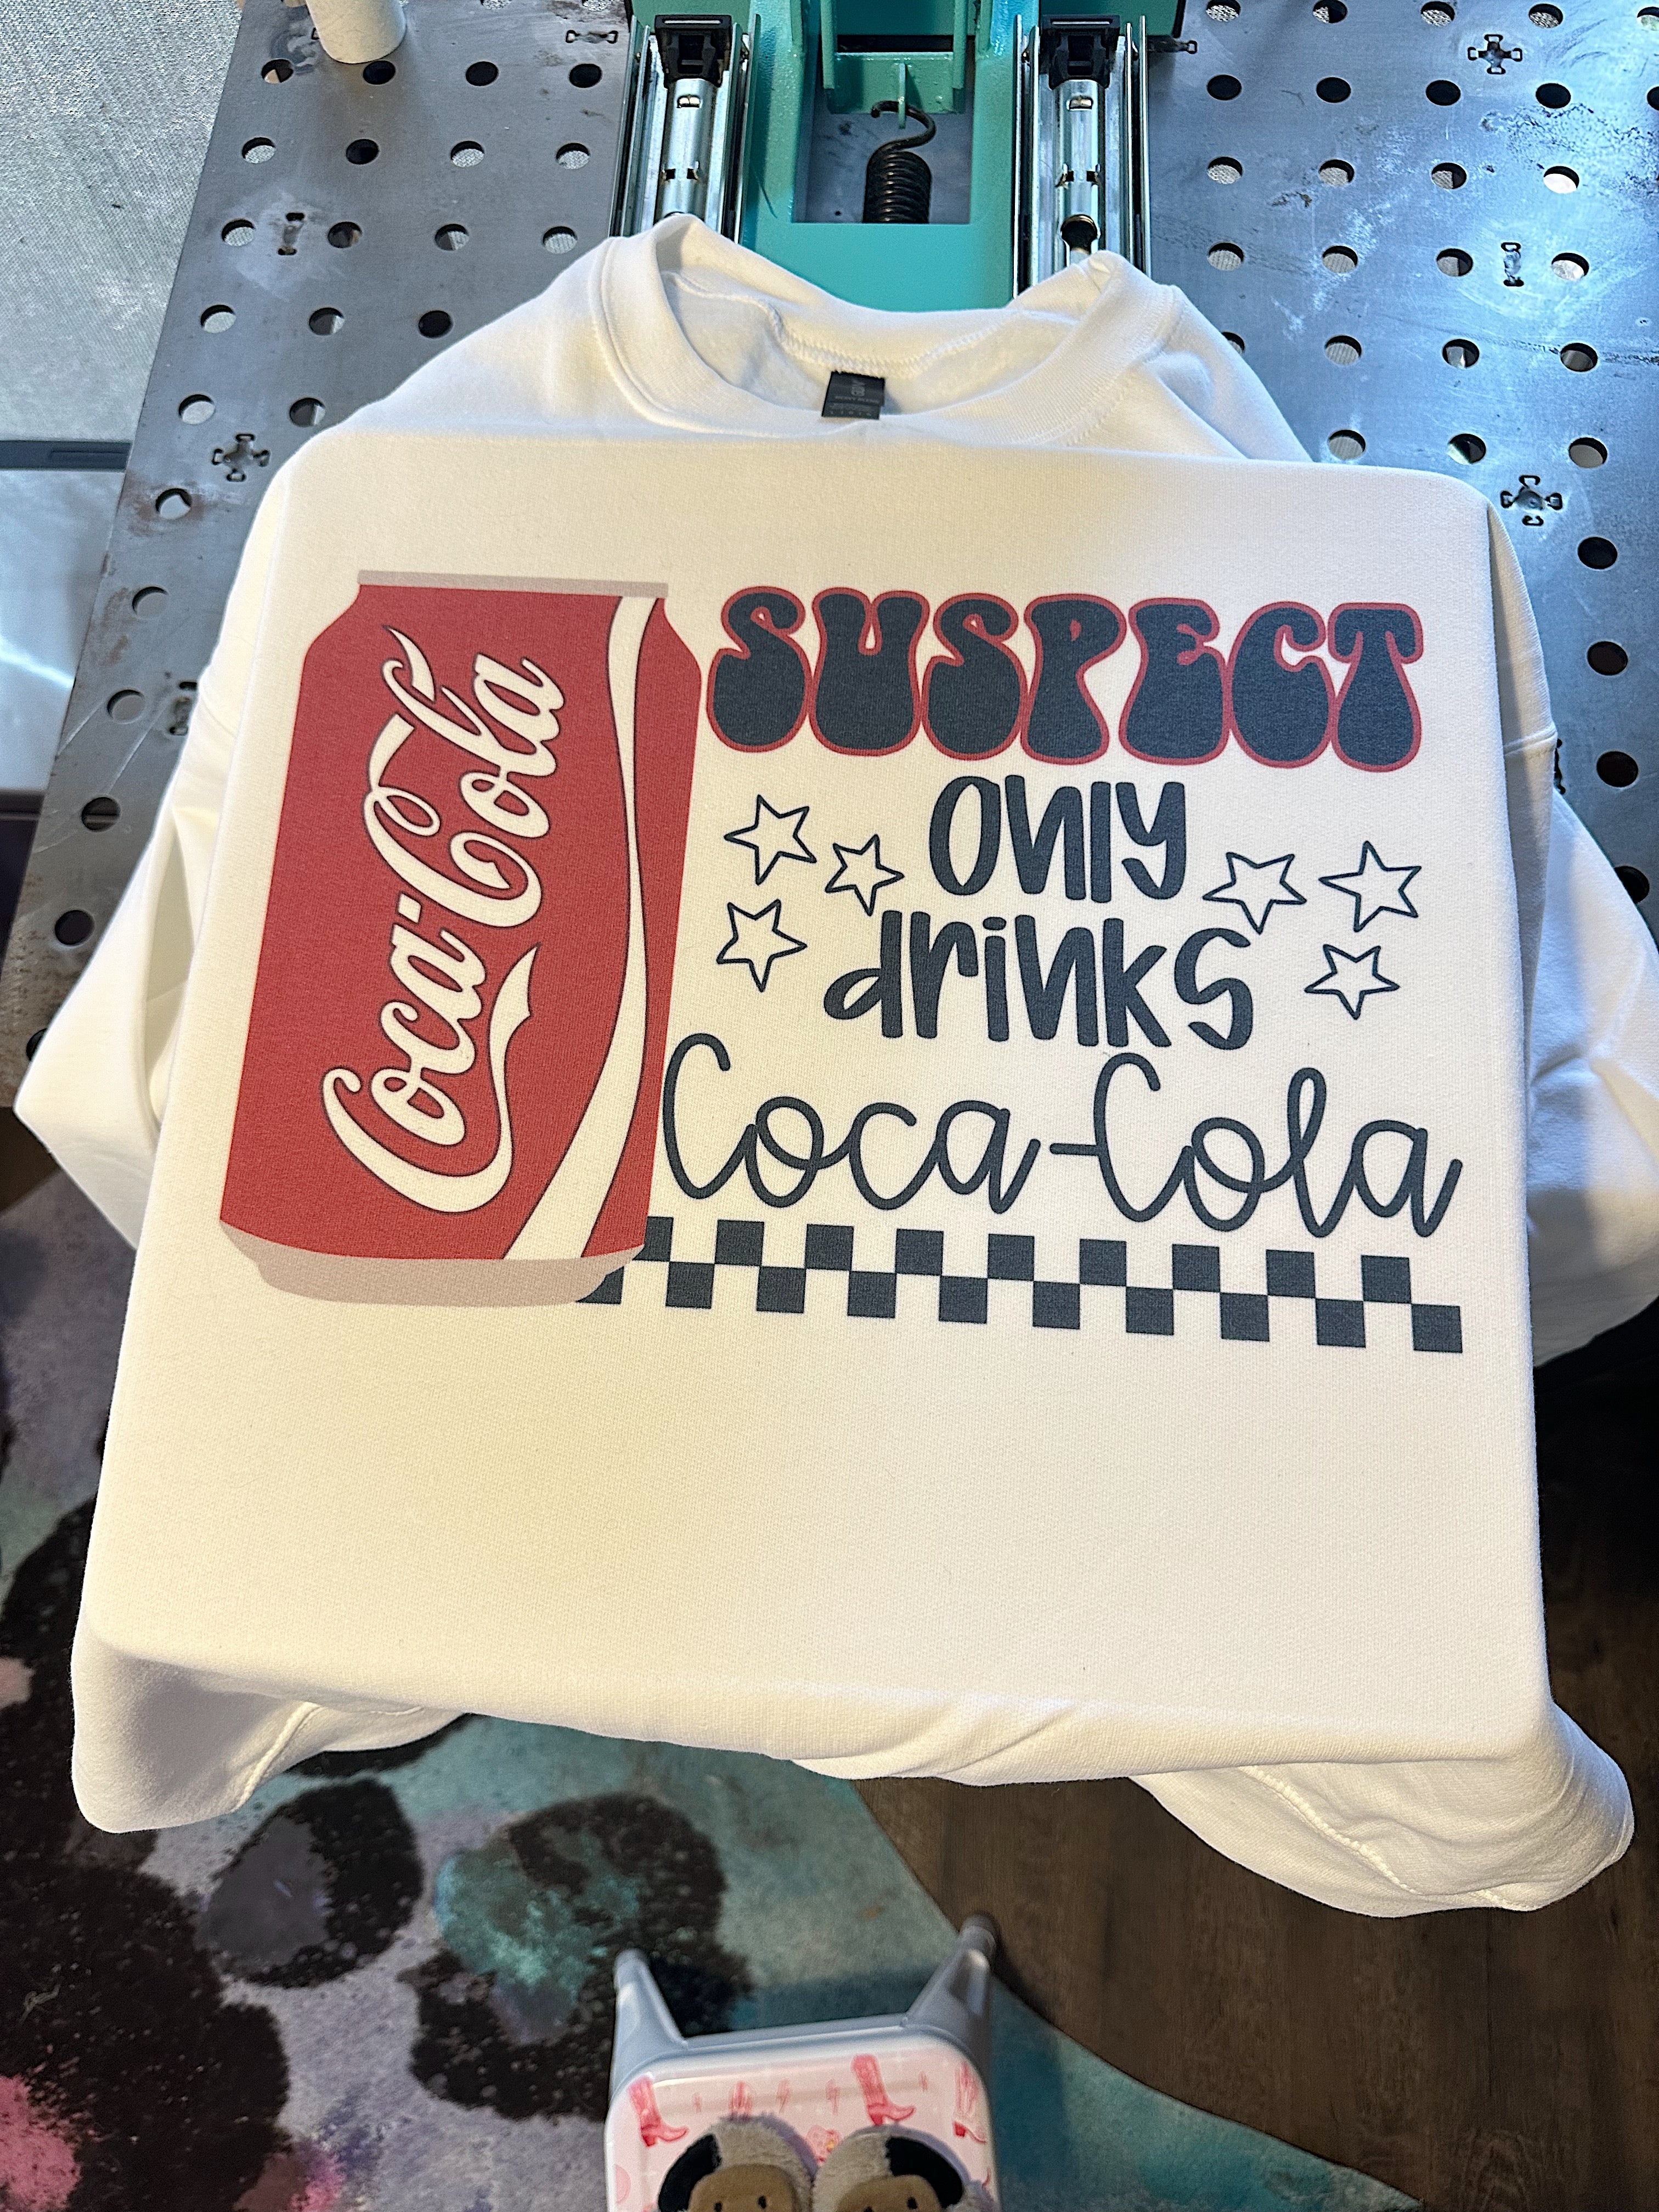 Coca-Cola
SUSPECT
only
drinks
Coca-Cola